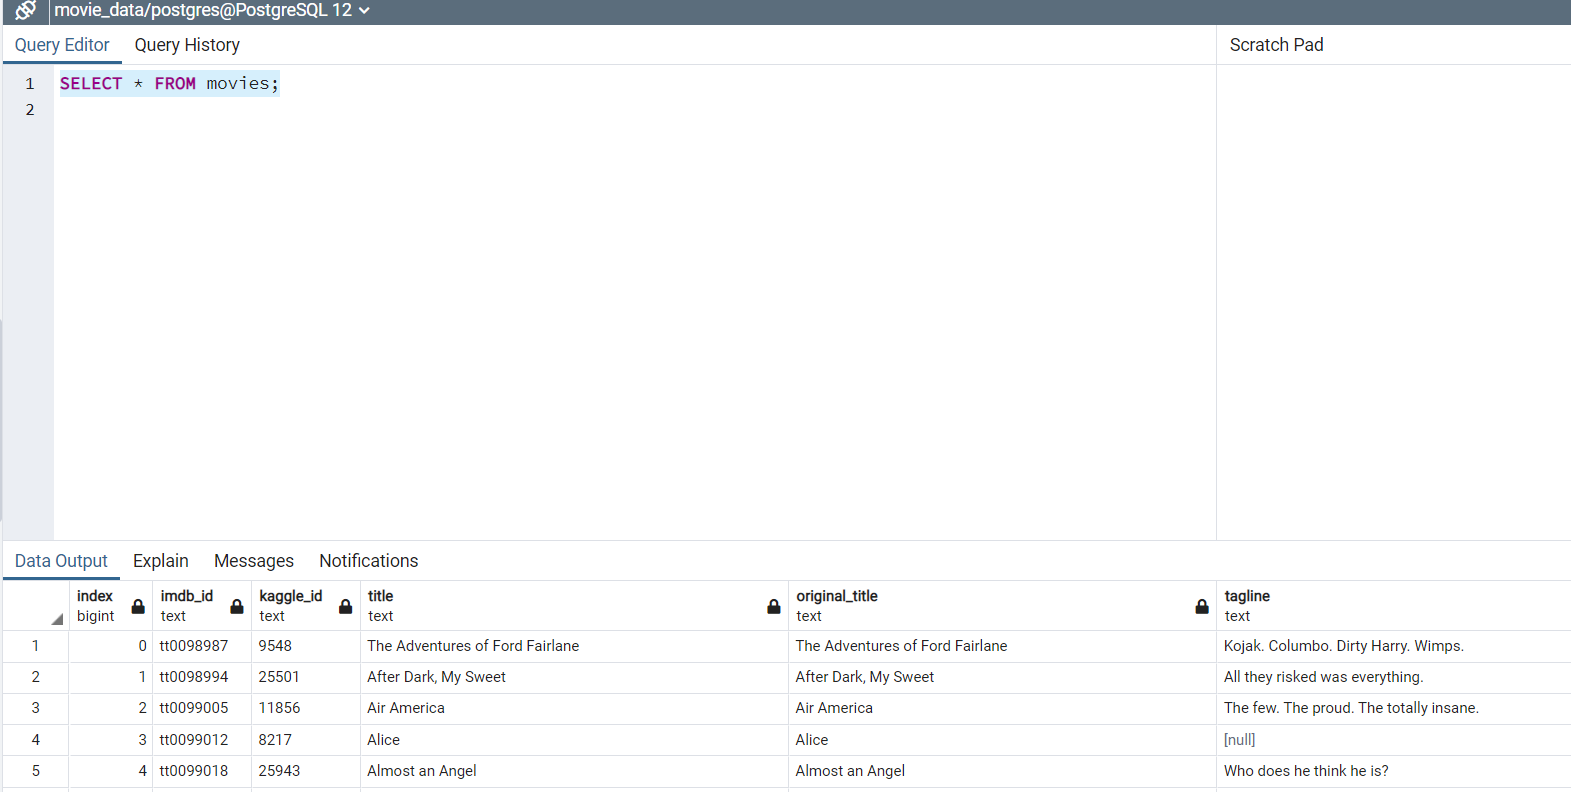 movie_data/postgres@PostgreSQL 12
Query Editor Query History Scratch Pad
1 SELECT * FROM movies;
2
Data Output Explain Messages Notifications
index imdb_id kaggle_id title original_title tagline
bigint text text text text text
1 0 tt0098987 9548 The Adventures of Ford Fairlane The Adventures of Ford Fairlane Kojak. Columbo. Dirty Harry. Wimps.
2 1 tt0098994 25501 After Dark, My Sweet After Dark, My Sweet All they risked was everything.
3 2 tt0099005 11856 Air America Air America The few. The proud. The totally insane.
4 3 tt0099012 8217 Alice Alice [null]
5 4 tt0099018 25943 Almost an Angel Almost an Angel Who does he think he is?